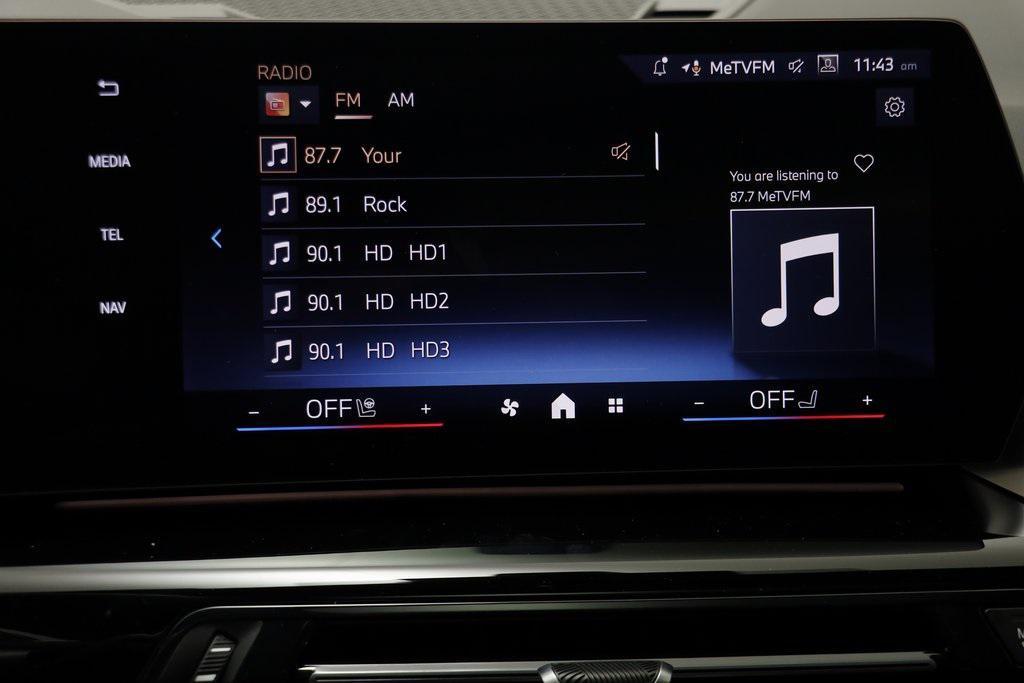 RADIO
MeTVFM 11:43 am
FM AM
MEDIA
TEL
NAV
87.7 Your
89.1 Rock
90.1 HD HD1
90.1 HD HD2
90.1 HD HD3
You are listening to
87.7 MeTVFM
- OFF +
- OFF +